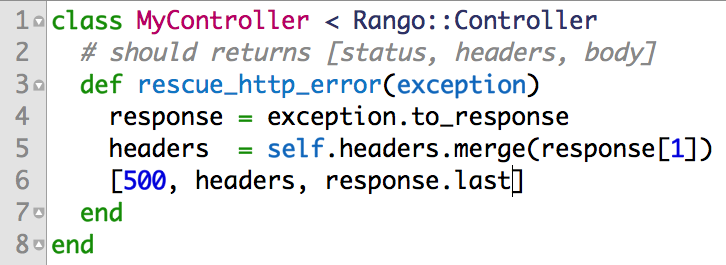 1 class MyController < Rango::Controller
2   # should returns [status, headers, body]
3   def rescue_http_error(exception)
4     response = exception.to_response
5     headers  = self.headers.merge(response[1])
6     [500, headers, response.last]
7   end
8 end